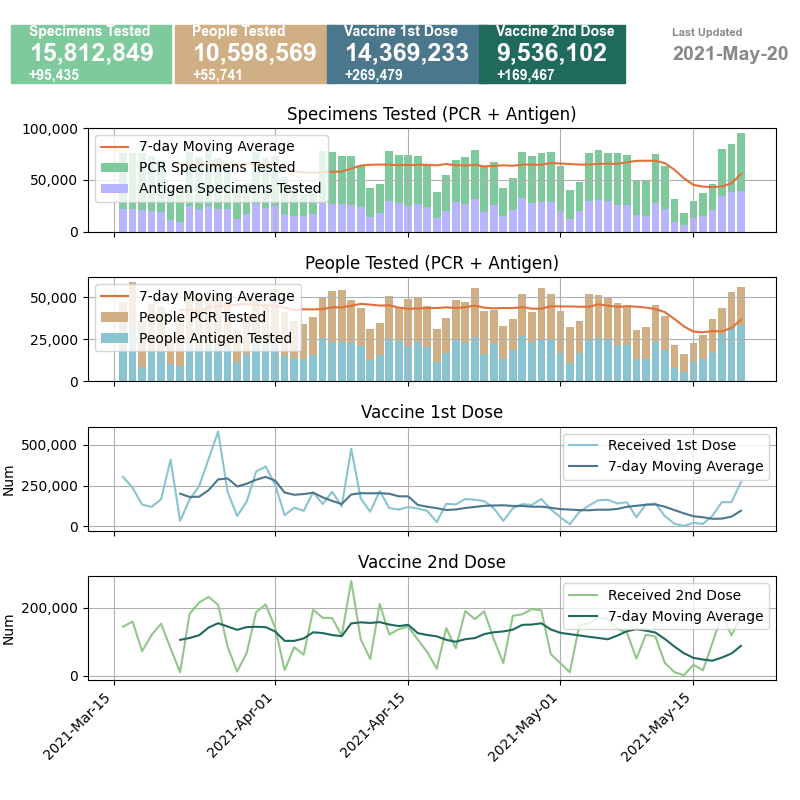 Specimens Tested
15,812,849
+95,435
People Tested
10,598,569
+55,741
Vaccine 1st Dose
14,369,233
+269,479
Vaccine 2nd Dose
9,536,102
+169,467
Last Updated
2021-May-20
Specimens Tested (PCR + Antigen)
100,000
50,000
0
7-day Moving Average
PCR Specimens Tested
Antigen Specimens Tested
People Tested (PCR + Antigen)
50,000
25,000
0
7-day Moving Average
People PCR Tested
People Antigen Tested
Vaccine 1st Dose
Num
500,000
250,000
0
Received 1st Dose
7-day Moving Average
Vaccine 2nd Dose
Num
200,000
0
Received 2nd Dose
7-day Moving Average
2021-Mar-15
2021-Apr-01
2021-Apr-15
2021-May-01
2021-May-15